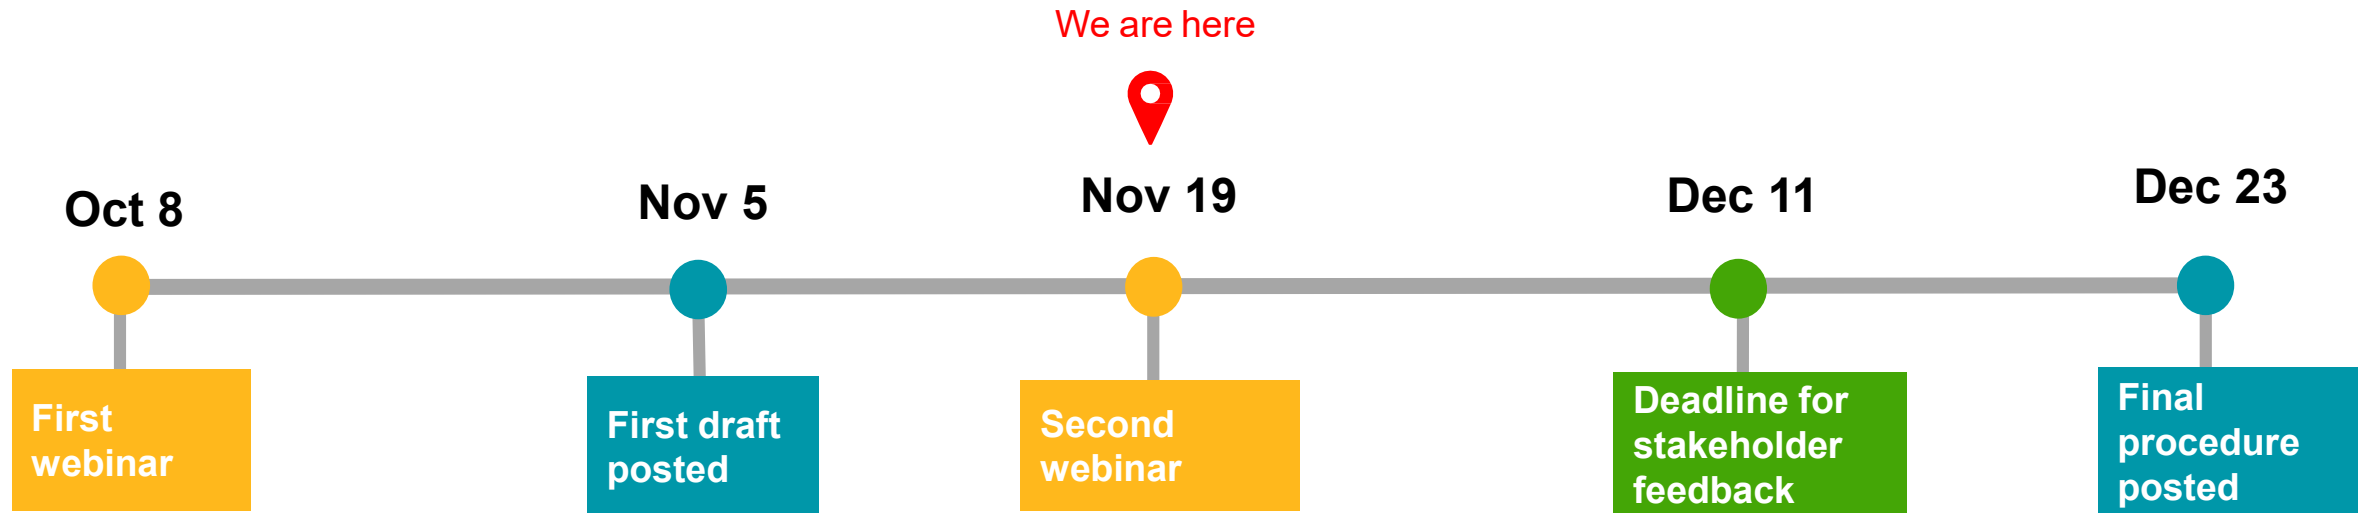 We are here
Oct 8
Nov 5
Nov 19
Dec 11
Dec 23
First
webinar
First draft
posted
Second
webinar
Deadline for
stakeholder
feedback
Final
procedure
posted